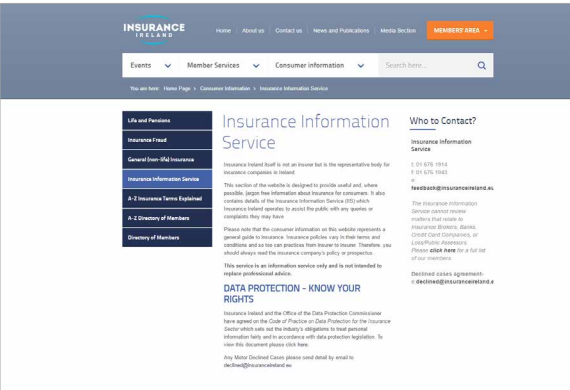 INSURANCE
IRELAND
Home | About us | Contact us | News and Publications | Media Section
MEMBERS' AREA
Events
Member Services
Consumer information
Search here...
You are here: Home Page > Consumer Information > Insurance Information Service
Life and Pensions
Insurance Fraud
General (non-life) Insurance
Insurance Information Service
A-Z Insurance Terms Explained
A-Z Directory of Members
Directory of Members
Insurance Information
Service
Insurance Ireland itself is not an insurer but is the representative body for
insurance companies in Ireland
This section of the website is designed to provide useful and, where
possible, jargon free information about Insurance for consumers. It also
contains details of the Insurance Information Service (IIS) which
Insurance Ireland operates to assist the public with any queries or
complaints they may have
Please note that the consumer information on this website represents a
general guide to insurance. Insurance policies vary in their terms and
conditions and so too can practices from insurer to insurer. Therefore, you
should always read the insurance company's policy or prospectus.
This service is an information service only and is not intended to
replace professional advice.
DATA PROTECTION - KNOW YOUR
RIGHTS
Insurance Ireland and the Office of the Data Protection Commissioner
have agreed on the Code of Practice on Data Protection for the Insurance
Sector which sets out the industry's obligations to treat personal
information fairly and in accordance with data protection legislation. To
view this document please click here.
Any Motor Declined Cases please send detail by email to
declined@insuranceireland.eu
Who to Contact?
Insurance Information
Service
t: 01 676 1914
f: 01 676 1943
e:
feedback@insuranceireland.eu
The Insurance Information
Service cannot review
matters that relate to
Insurance Brokers; Banks,
Credit Card Companies, or
Loss/Public Assessors.
Please click here for a full list
of our members
Declined cases agreement-
e: declined@insuranceireland.e